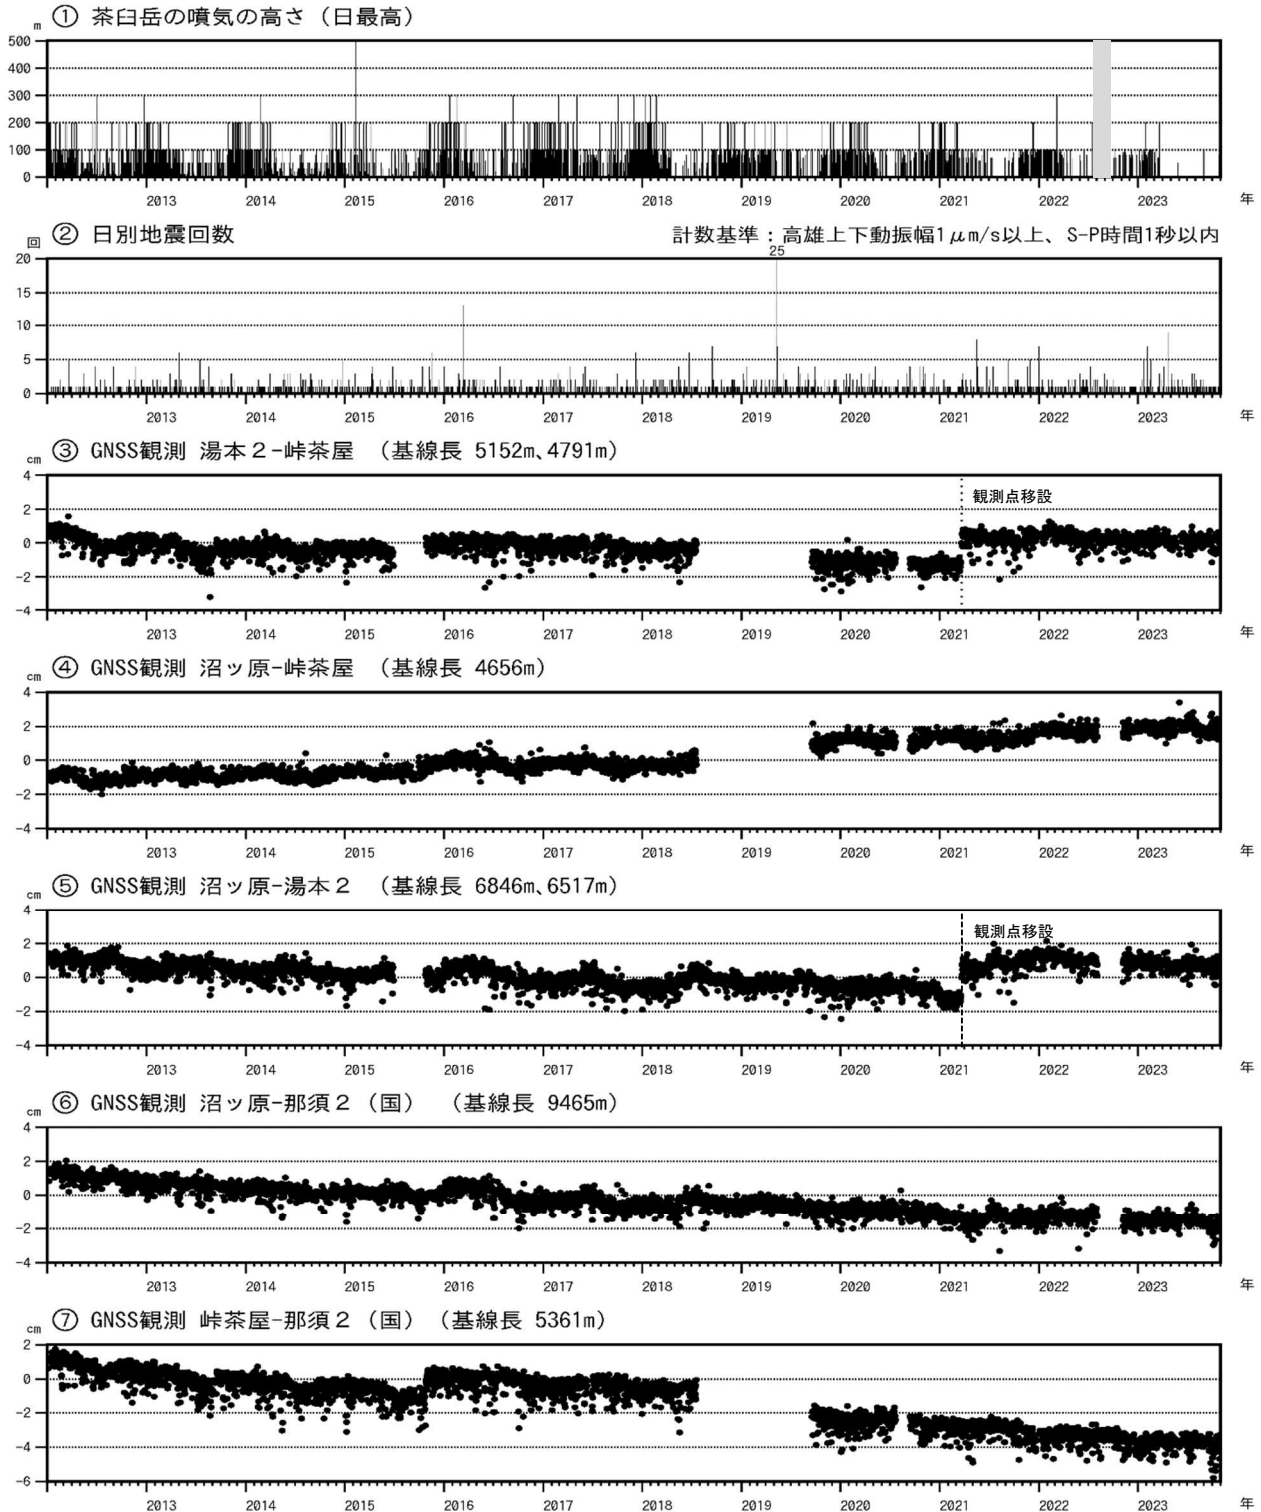 ① 茶臼岳の噴気の高さ（日最高）
m
500
400
300
200
100
0
2013 2014 2015 2016 2017 2018 2019 2020 2021 2022 2023 年
② 日別地震回数 計数基準：高雄上下動振幅1μm/s以上、S-P時間1秒以内
回
25
20
15
10
5
0
2013 2014 2015 2016 2017 2018 2019 2020 2021 2022 2023 年
③ GNSS観測 湯本２-峠茶屋 （基線長 5152m、4791m）
cm
4
観測点移設
2
0
-2
-4
2013 2014 2015 2016 2017 2018 2019 2020 2021 2022 2023 年
④ GNSS観測 沼ッ原-峠茶屋 （基線長 4656m）
cm
4
2
0
-2
-4
2013 2014 2015 2016 2017 2018 2019 2020 2021 2022 2023 年
⑤ GNSS観測 沼ッ原-湯本２ （基線長 6846m、6517m）
cm
4
観測点移設
2
0
-2
-4
2013 2014 2015 2016 2017 2018 2019 2020 2021 2022 2023 年
⑥ GNSS観測 沼ッ原-那須２（国） （基線長 9465m）
cm
4
2
0
-2
-4
2013 2014 2015 2016 2017 2018 2019 2020 2021 2022 2023 年
⑦ GNSS観測 峠茶屋-那須２（国）（基線長 5361m）
cm
2
0
-2
-4
-6
2013 2014 2015 2016 2017 2018 2019 2020 2021 2022 2023 年